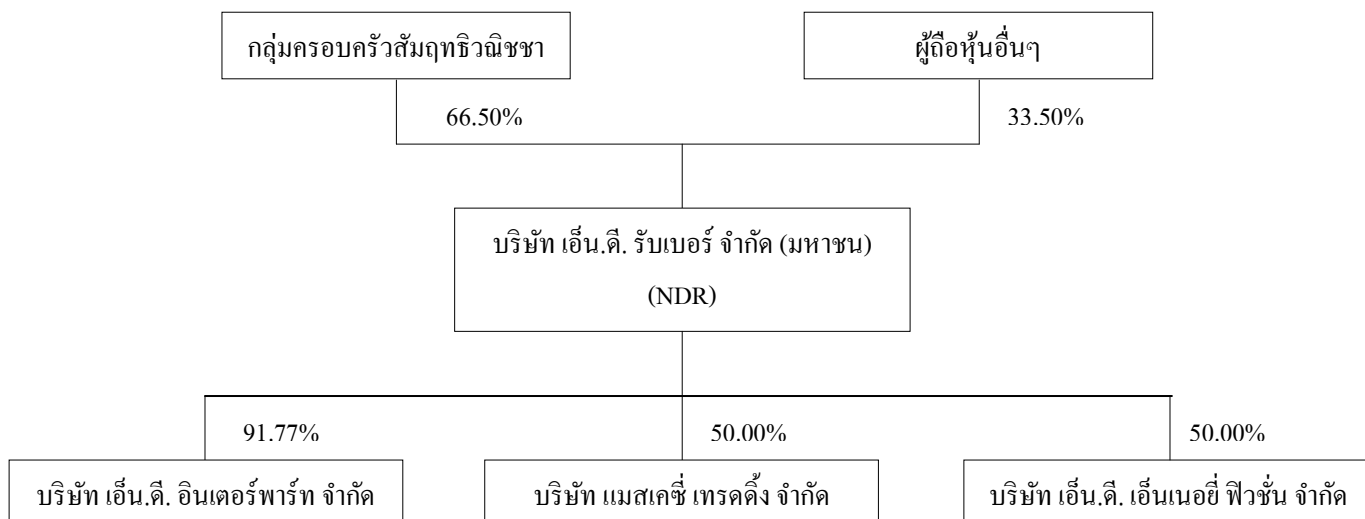 กลุ่มครอบครัวสัมฤทธิวณิชชา
ผู้ถือหุ้นอื่นๆ
66.50%
33.50%
บริษัท เอ็น.ดี. รับเบอร์ จำกัด (มหาชน)
(NDR)
91.77%
50.00%
50.00%
บริษัท เอ็น.ดี. อินเตอร์พาร์ท จำกัด
บริษัท แมสเคซี่ เทรดดิ้ง จำกัด
บริษัท เอ็น.ดี. เอ็นเนอยี่ ฟิวชั่น จำกัด